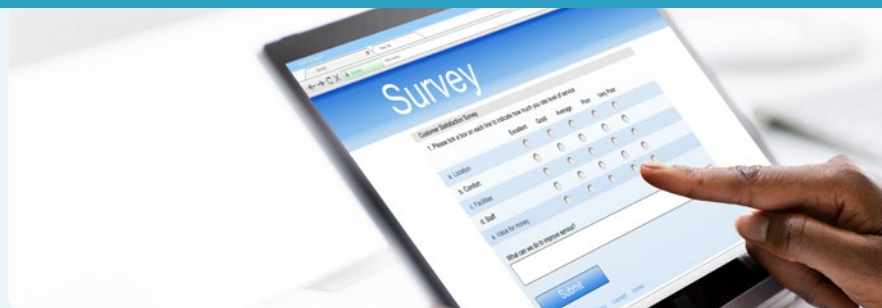 Survey
Customer Satisfaction Survey
1. Please tick a box on each line to indicate how much you rate level of service
Excellent Good Average Poor Very Poor
a. Location
b. Comfort
c. Facilities
d. Staff
e. Value for money
What can we do to improve service?
Submit
Copyright Contact